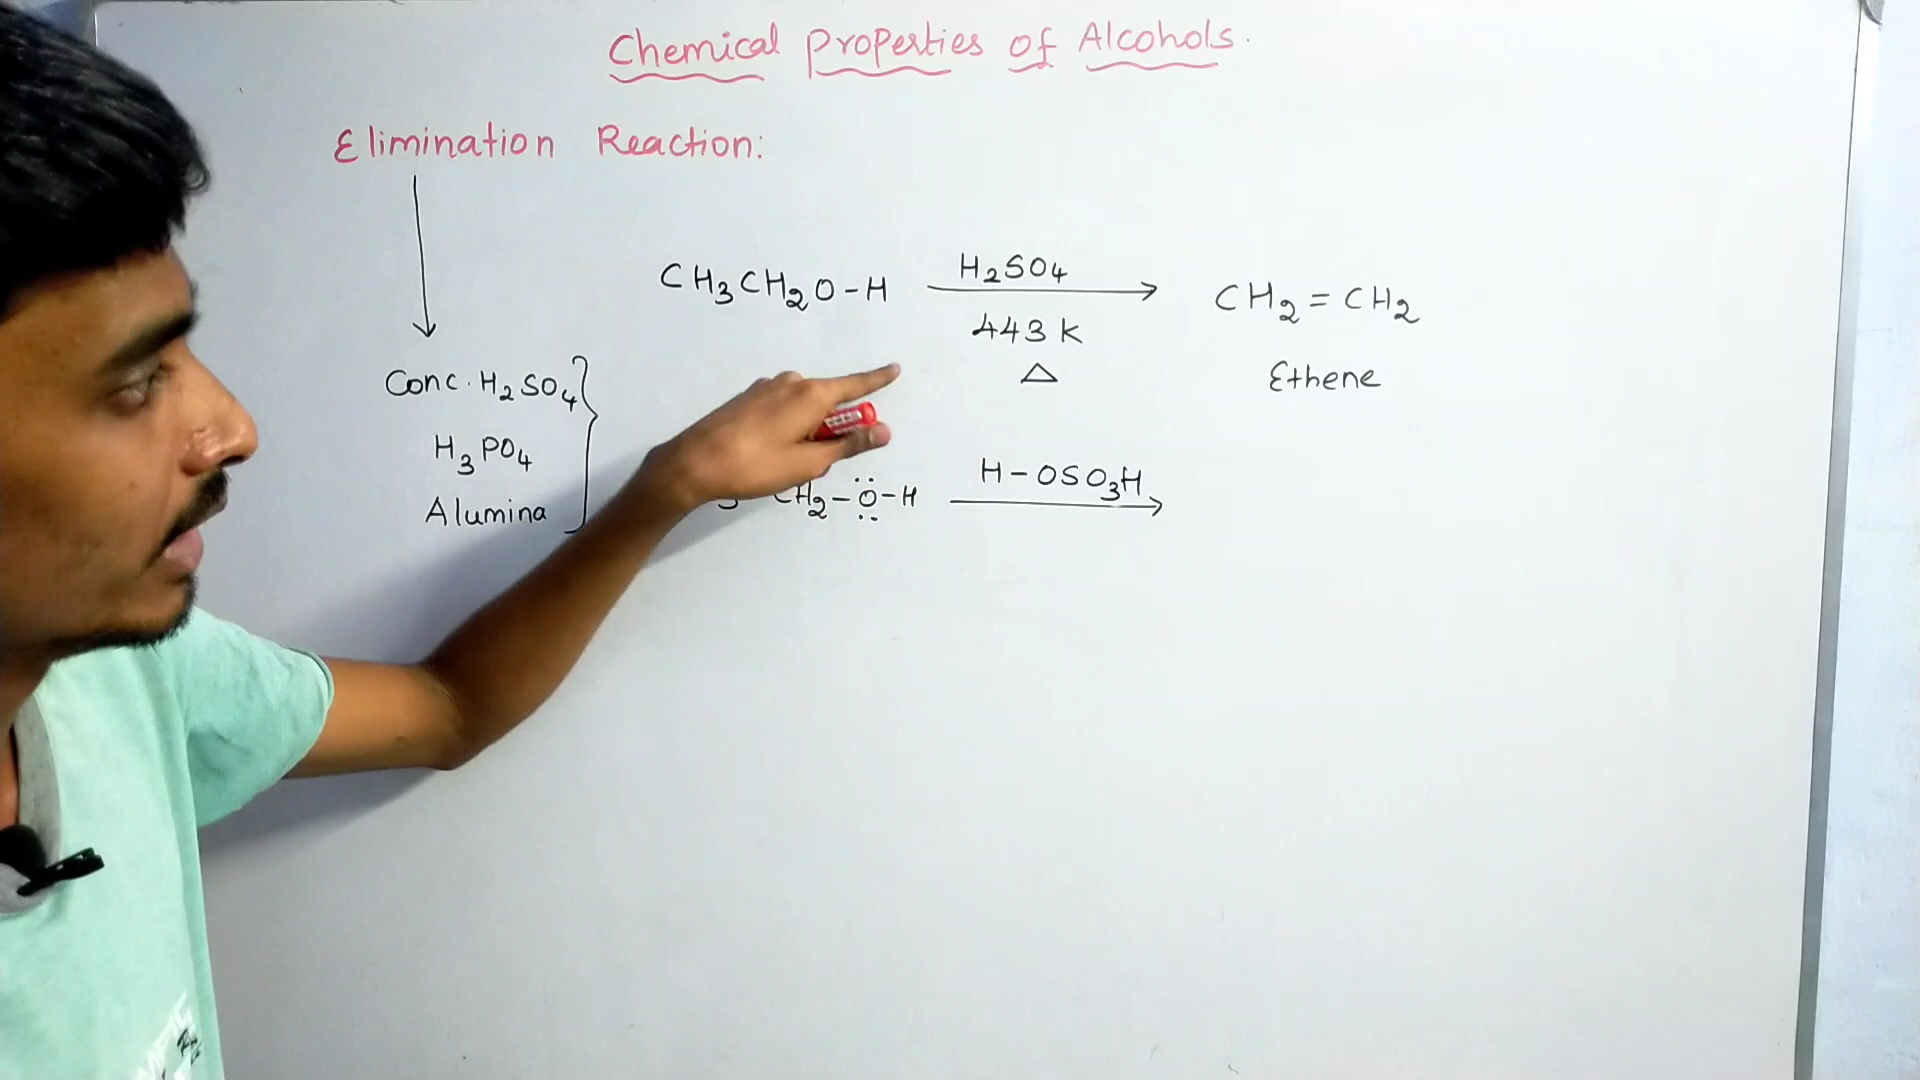 Chemical Properties of Alcohols.
Elimination Reaction:
CH3CH2O-H H2SO4 CH2=CH2
443 K
△ Ethene
Conc. H2SO4
H3PO4
Alumina
CH2-O-H H-OSO3H